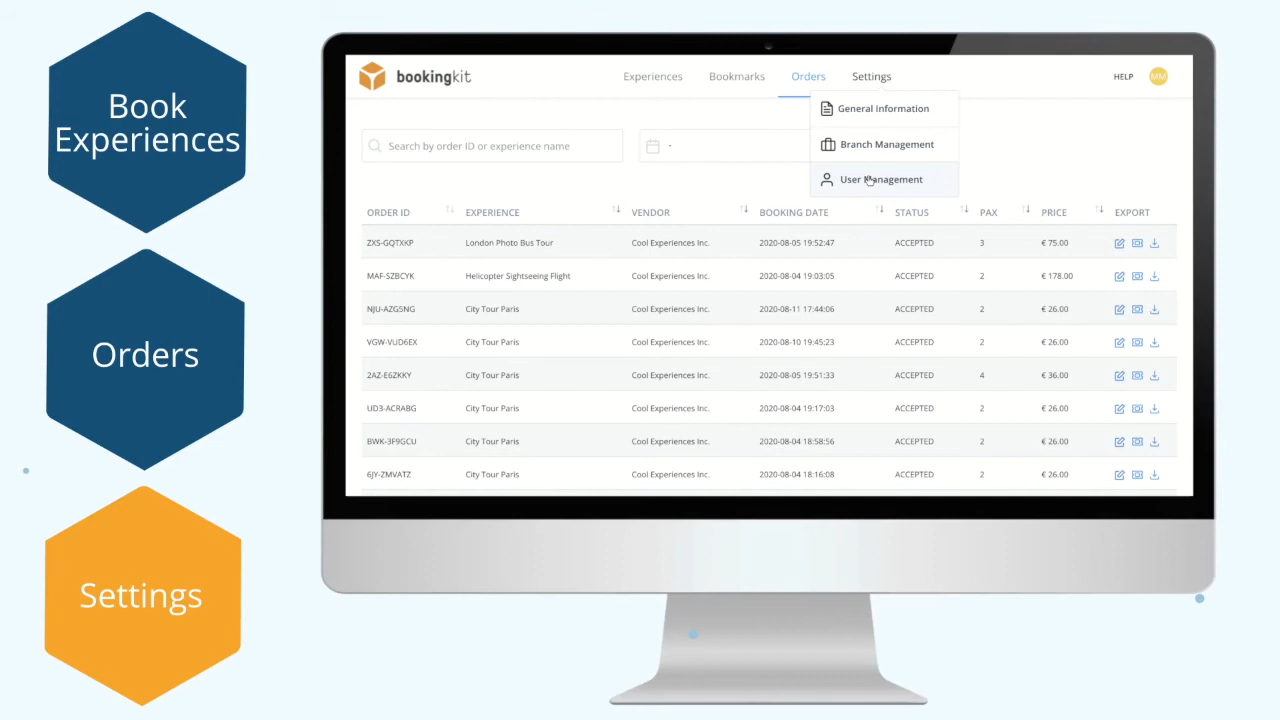 Book
Experiences
Orders
Settings
bookingkit
Experiences Bookmarks Orders Settings HELP MM
General Information
Branch Management
User Management
Search by order ID or experience name
-
ORDER ID EXPERIENCE VENDOR BOOKING DATE STATUS PAX PRICE EXPORT
ZXS-GQTXKP London Photo Bus Tour Cool Experiences Inc. 2020-08-05 19:52:47 ACCEPTED 3 € 75.00
MAF-SZBCYK Helicopter Sightseeing Flight Cool Experiences Inc. 2020-08-04 19:03:05 ACCEPTED 2 € 178.00
NJU-AZG5NG City Tour Paris Cool Experiences Inc. 2020-08-11 17:44:06 ACCEPTED 2 € 26.00
VGW-VUD6EX City Tour Paris Cool Experiences Inc. 2020-08-10 19:45:23 ACCEPTED 2 € 26.00
2AZ-E6ZKKY City Tour Paris Cool Experiences Inc. 2020-08-05 19:51:33 ACCEPTED 4 € 36.00
UD3-ACRABG City Tour Paris Cool Experiences Inc. 2020-08-04 19:17:03 ACCEPTED 2 € 26.00
BWK-3F9GCU City Tour Paris Cool Experiences Inc. 2020-08-04 18:58:56 ACCEPTED 2 € 26.00
6JY-ZMVATZ City Tour Paris Cool Experiences Inc. 2020-08-04 18:16:08 ACCEPTED 2 € 26.00